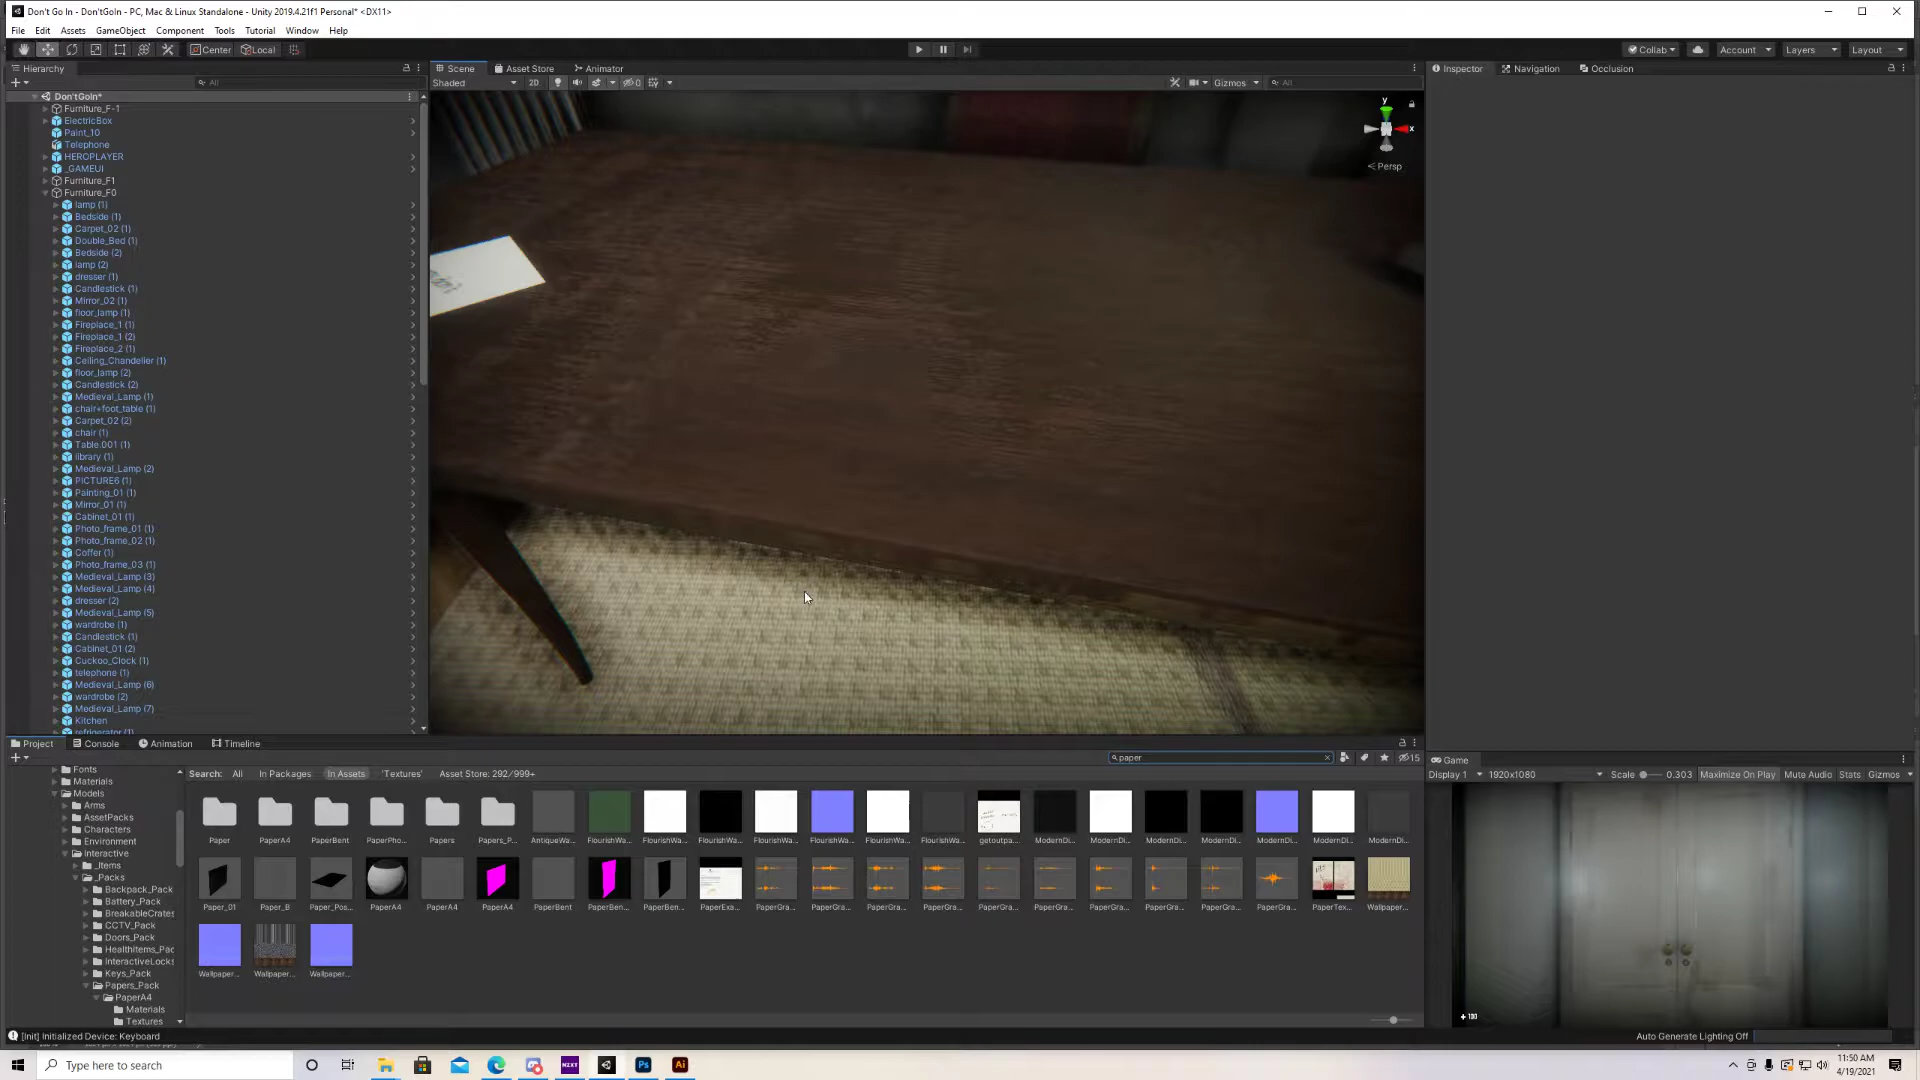 Don't Go In - Don'tGoIn - PC, Mac & Linux Standalone - Unity 2019.4.21f1 Personal* <DX11>
File Edit Assets GameObject Component Tools Tutorial Window Help
Center Local Collab Account Layers Layout
Hierarchy Scene Asset Store Animator Inspector Navigation Occlusion
All Shaded 2D 0 Gizmos All
Don'tGoIn*
Furniture_F-1
ElectricBox
Paint_10
Telephone
HEROPLAYER
_GAMEUI
Furniture_F1
Furniture_F0
lamp (1)
Bedside (1)
Carpet_02 (1)
Double_Bed (1)
Bedside (2)
lamp (2)
dresser (1)
Candlestick (1)
Mirror_02 (1)
floor_lamp (1)
Fireplace_1 (1)
Fireplace_1 (2)
Fireplace_2 (1)
Ceiling_Chandelier (1)
floor_lamp (2)
Candlestick (2)
Medieval_Lamp (1)
chair+foot_table (1)
Carpet_02 (2)
chair (1)
Table.001 (1)
library (1)
Medieval_Lamp (2)
PICTURE6 (1)
Painting_01 (1)
Mirror_01 (1)
Cabinet_01 (1)
Photo_frame_01 (1)
Photo_frame_02 (1)
Coffer (1)
Photo_frame_03 (1)
Medieval_Lamp (3)
Medieval_Lamp (4)
dresser (2)
Medieval_Lamp (5)
wardrobe (1)
Candlestick (1)
Cabinet_01 (2)
Cuckoo_Clock (1)
telephone (1)
Medieval_Lamp (6)
wardrobe (2)
Medieval_Lamp (7)
Kitchen
refrigerator (1)
y
x
Persp
Project Console Animation Timeline
paper 15
Search: All In Packages In Assets 'Textures' Asset Store: 292/999+
Fonts
Materials
Models
Arms
AssetPacks
Characters
Environment
Interactive
_Items
_Packs
Backpack_Pack
Battery_Pack
BreakableCrates
CCTV_Pack
Doors_Pack
HealthItems_Pac
InteractiveLocks
Keys_Pack
Papers_Pack
PaperA4
Materials
Textures
Paper PaperA4 PaperBent PaperPho... Papers Papers_P... AntiqueWa... FlourishWa... FlourishWa... FlourishWa... FlourishWa... FlourishWa... FlourishWa... FlourishWa... getoutpa... ModernDi... ModernDi... ModernDi... ModernDi... ModernDi... ModernDi... ModernDi...
Paper_01 Paper_B Paper_Pos... PaperA4 PaperA4 PaperA4 PaperBent PaperBen... PaperBen... PaperExa... PaperGra... PaperGra... PaperGra... PaperGra... PaperGra... PaperGra... PaperGra... PaperGra... PaperGra... PaperGra... PaperTex... Wallpaper...
Wallpaper... Wallpaper... Wallpaper...
Game
Display 1 1920x1080 Scale 0.303 Maximize On Play Mute Audio Stats Gizmos
+ 100
[Init] Initialized Device: Keyboard
Auto Generate Lighting Off
Type here to search
NZXT
Ps
Ai
11:50 AM
4/19/2021